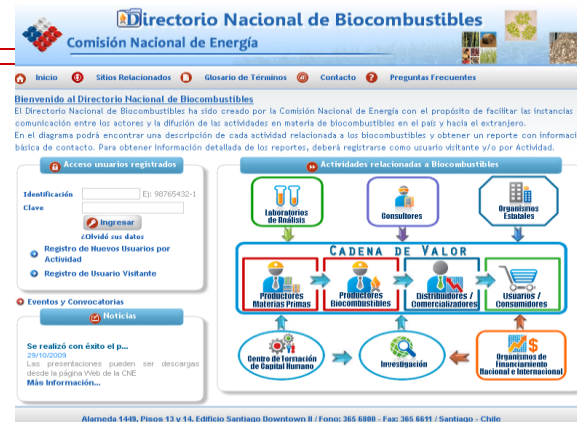 Directorio Nacional de Biocombustibles
Comisión Nacional de Energía
Inicio Sitios Relacionados Glosario de Términos Contacto Preguntas Frecuentes
Bienvenido al Directorio Nacional de Biocombustibles
El Directorio Nacional de Biocombustibles ha sido creado por la Comisión Nacional de Energía con el propósito de facilitar las instancias
comunicación entre los actores y la difusión de las actividades en materia de biocombustibles en el país y hacia el extranjero.
En el diagrama podrá encontrar una descripción de cada actividad relacionada a los biocombustibles y obtener un reporte con informaci
básica de contacto. Para obtener información detallada de los reportes, deberá registrarse como usuario visitante y/o por Actividad.
Acceso usuarios registrados
Identificación Ej: 98765432-1
Clave
Ingresar
¿Olvidó sus datos
Registro de Nuevos Usuarios por
Actividad
Registro de Usuario Visitante
Eventos y Convocatorias
Noticias
Se realizó con éxito el p...
29/10/2009
Las presentaciones pueden ser descargas
desde la página Web de la CNE
Más Información...
Actividades relacionadas a Biocombustibles
Laboratorios
de Análisis
Consultores
Organismos
Estatales
CADENA DE VALOR
Productores
Materias Primas
Productores
Biocombustibles
Distribuidores /
Comercializadores
Usuarios /
Consumidores
Centro de Formación
de Capital Humano
Investigación
Organismos de
Financiamiento
Nacional e Internacional
Alameda 1449, Pisos 13 y 14, Edificio Santiago Downtown II / Fono: 365 6800 - Fax: 365 6611 / Santiago - Chile